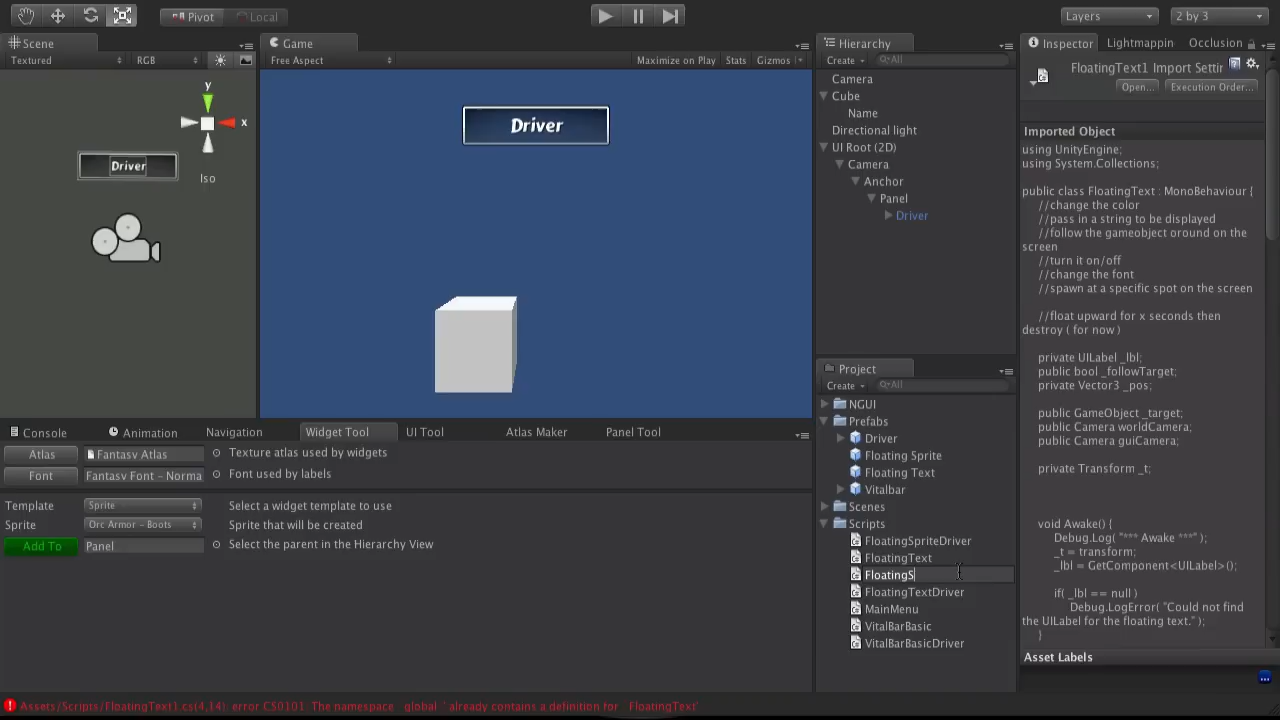 Pivot
Local
Layers
2 by 3
Scene
Game
Hierarchy
Inspector
Lightmappin
Occlusion
Textured
RGB
Free Aspect
Maximize on Play
Stats
Gizmos
Create
All
Camera
Cube
Name
Directional light
UI Root (2D)
Camera
Anchor
Panel
Driver
y
x
Iso
Driver
Driver
FloatingText1 Import Settir
Open...
Execution Order...
Imported Object
using UnityEngine;
using System.Collections;
public class FloatingText : MonoBehaviour {
//change the color
//pass in a string to be displayed
//follow the gameobject oround on the
screen
//turn it on/off
//change the font
//spawn at a specific spot on the screen
//float upward for x seconds then
destroy ( for now )
private UILabel _lbl;
public bool _followTarget;
private Vector3 _pos;
public GameObject _target;
public Camera worldCamera;
public Camera guiCamera;
private Transform _t;
void Awake() {
Debug.Log( "*** Awake ***" );
_t = transform;
_lbl = GetComponent<UILabel>();
if( _lbl == null )
Debug.LogError( "Could not find
the UILabel for the floating text." );
}
Asset Labels
Project
Create
All
NGUI
Prefabs
Driver
Floating Sprite
Floating Text
Vitalbar
Scenes
Scripts
FloatingSpriteDriver
FloatingText
FloatingS
FloatingTextDriver
MainMenu
VitalBarBasic
VitalBarBasicDriver
Console
Animation
Navigation
Widget Tool
UI Tool
Atlas Maker
Panel Tool
Atlas
Fantasy Atlas
Texture atlas used by widgets
Font
Fantasy Font - Norma
Font used by labels
Template
Sprite
Select a widget template to use
Sprite
Orc Armor - Boots
Sprite that will be created
Add To
Panel
Select the parent in the Hierarchy View
Assets/Scripts/FloatingText1.cs(4,14): error CS0101: The namespace `global::' already contains a definition for `FloatingText'